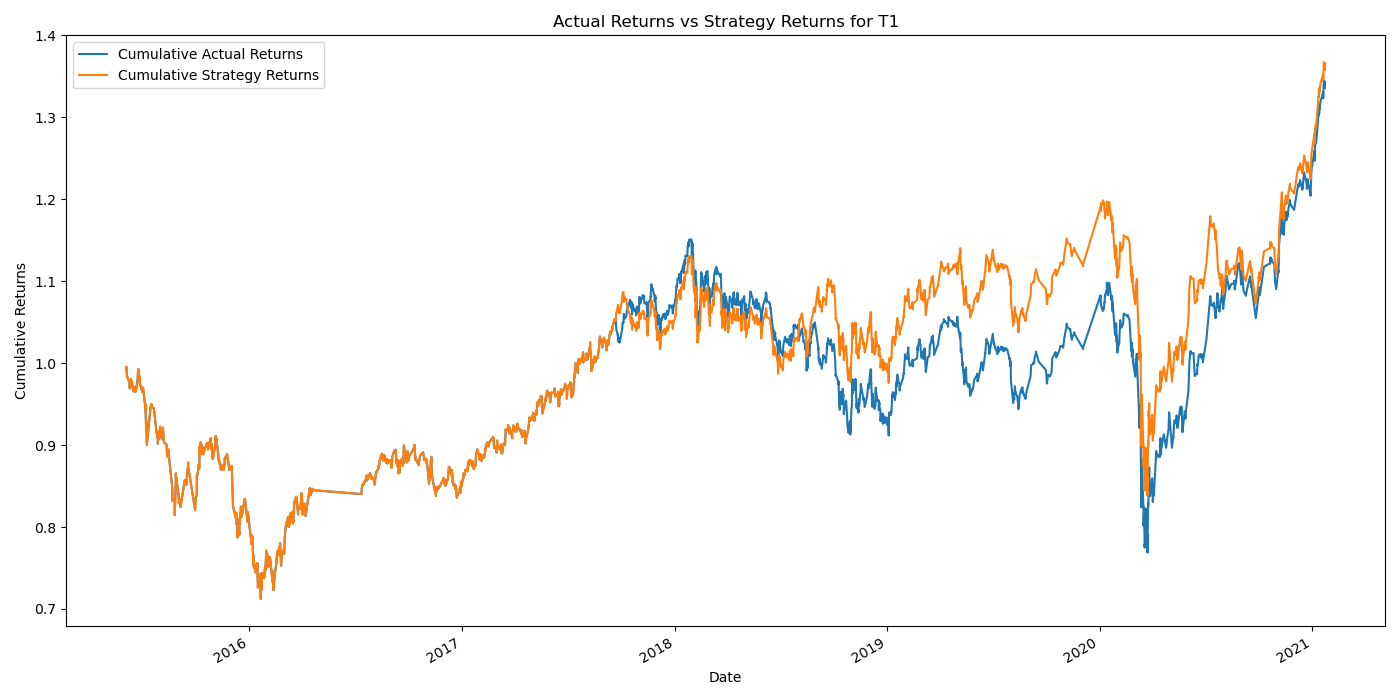 Actual Returns vs Strategy Returns for T1
Cumulative Actual Returns
Cumulative Strategy Returns
Cumulative Returns
1.4
1.3
1.2
1.1
1.0
0.9
0.8
0.7
2016
2017
2018
2019
2020
2021
Date